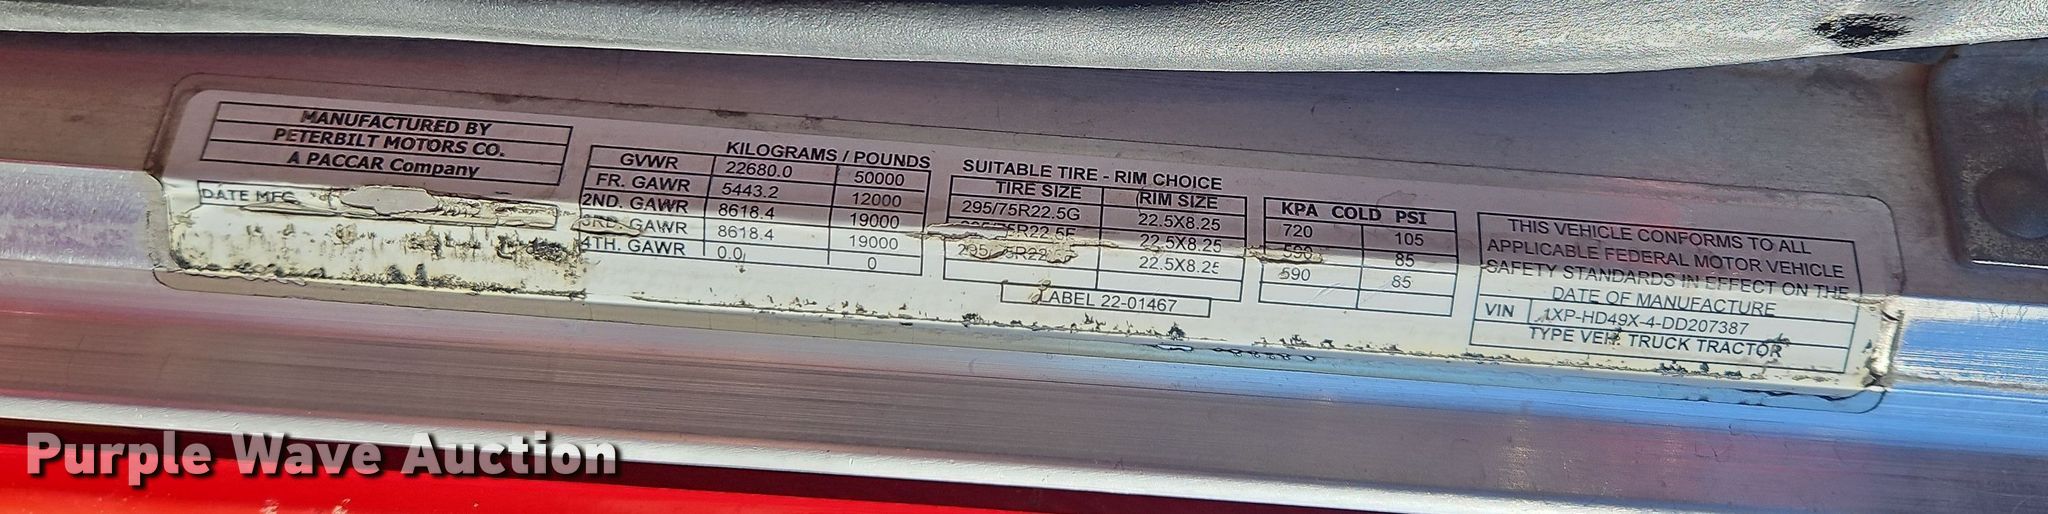 MANUFACTURED BY
PETERBILT MOTORS CO.
A PACCAR Company
DATE MFG. 2012
KILOGRAMS / POUNDS
GVWR 22680.0 50000
FR. GAWR 5443.2 12000
2ND. GAWR 8618.4 19000
3RD. GAWR 8618.4 19000
4TH. GAWR 0.0 0
SUITABLE TIRE - RIM CHOICE
TIRE SIZE RIM SIZE
295/75R22.5G 22.5X8.25
22.5X8.25
22.5X8.25
LABEL 22-01467
KPA COLD PSI
720 105
590 85
590 85
THIS VEHICLE CONFORMS TO ALL
APPLICABLE FEDERAL MOTOR VEHICLE
SAFETY STANDARDS IN EFFECT ON THE
DATE OF MANUFACTURE
VIN 1XP-HD49X-4-DD207387
TYPE VEH. TRUCK TRACTOR
Purple Wave Auction